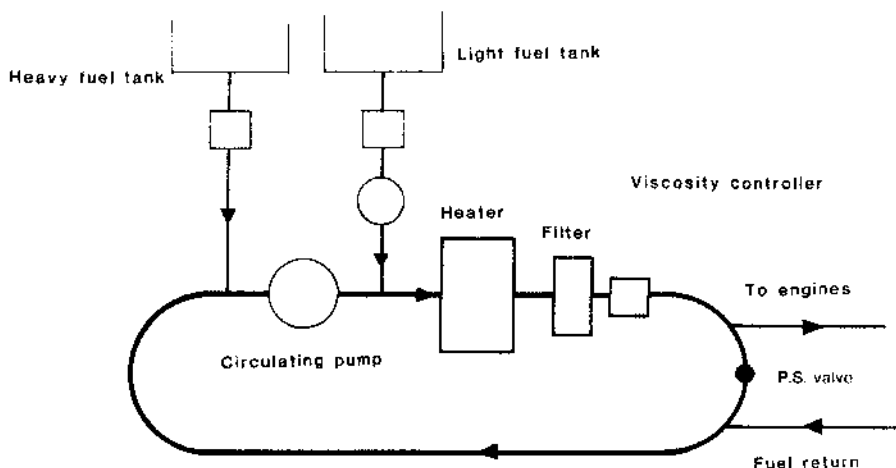 Light fuel tank
Heavy fuel tank
Viscosity controller
Heater
Filter
To engines
Circulating pump
P.S. valve
Fuel return